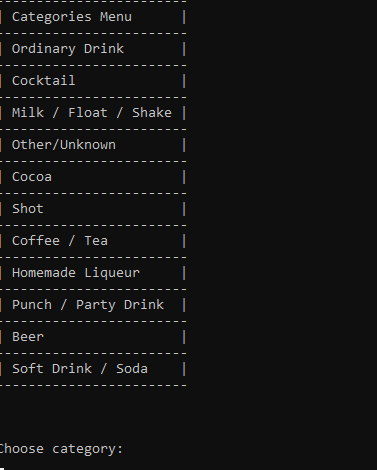 Categories Menu
Ordinary Drink
Cocktail
Milk / Float / Shake
Other/Unknown
Cocoa
Shot
Coffee / Tea
Homemade Liqueur
Punch / Party Drink
Beer
Soft Drink / Soda
Choose category: